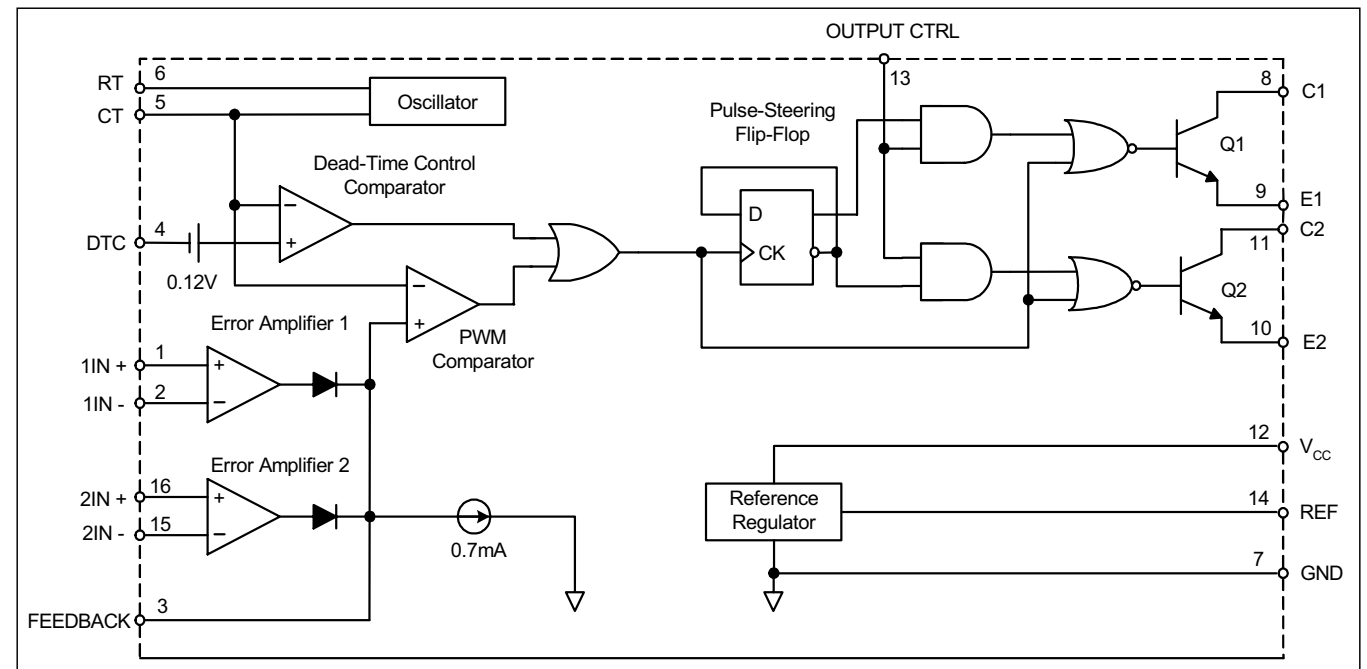 OUTPUT CTRL
13
RT
6
CT
5
Oscillator
Pulse-Steering
Flip-Flop
8
C1
Q1
9
E1
Dead-Time Control
Comparator
−
+
DTC
4
0.12V
D
CK
C2
11
Q2
10
E2
−
+
PWM
Comparator
Error Amplifier 1
1IN +
1
+
1IN -
2
−
Error Amplifier 2
2IN +
16
+
2IN -
15
−
0.7mA
FEEDBACK
3
12
VCC
Reference
Regulator
14
REF
7
GND